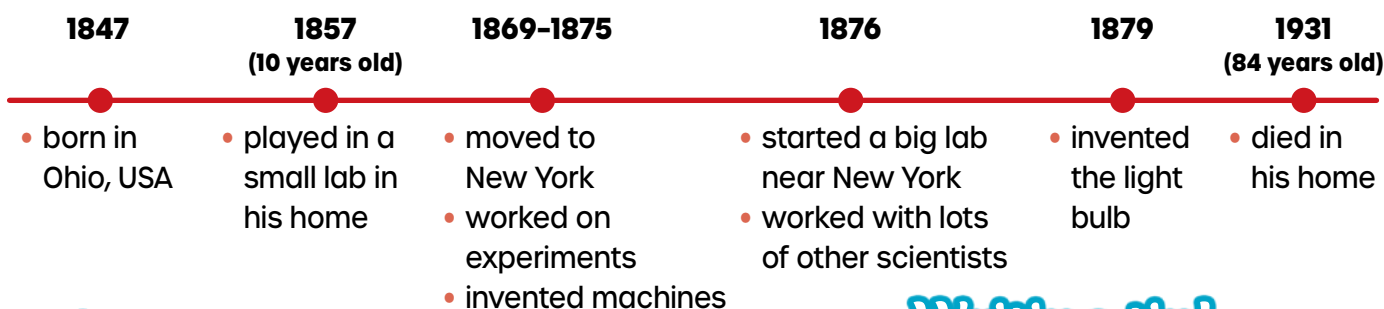 1847
• born in
Ohio, USA
1857
(10 years old)
• played in a
small lab in
his home
1869–1875
• moved to
New York
• worked on
experiments
• invented machines
1876
• started a big lab
near New York
• worked with lots
of other scientists
1879
• invented
the light
bulb
1931
(84 years old)
• died in
his home